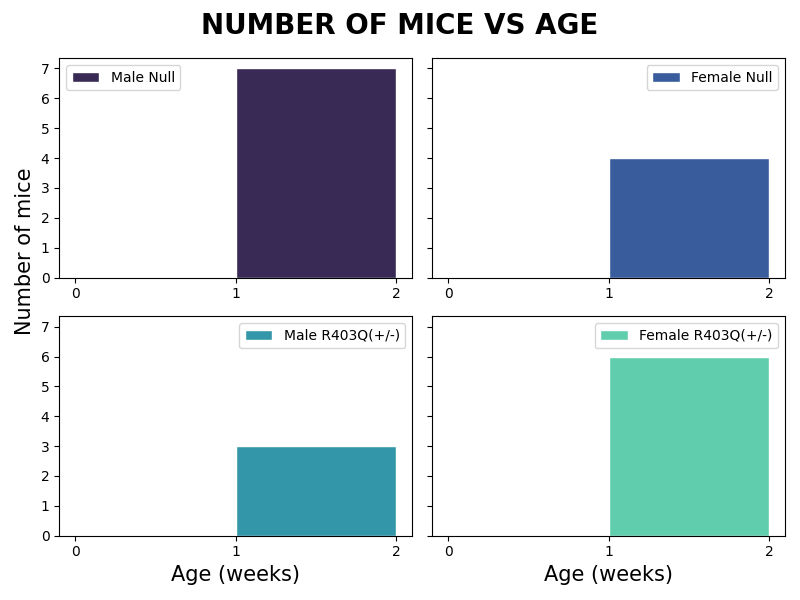 NUMBER OF MICE VS AGE
Number of mice
7
6
5
4
3
2
1
0
Male Null
0 1 2
Female Null
0 1 2
7
6
5
4
3
2
1
0
Male R403Q(+/-)
0 1 2
Age (weeks)
Female R403Q(+/-)
0 1 2
Age (weeks)